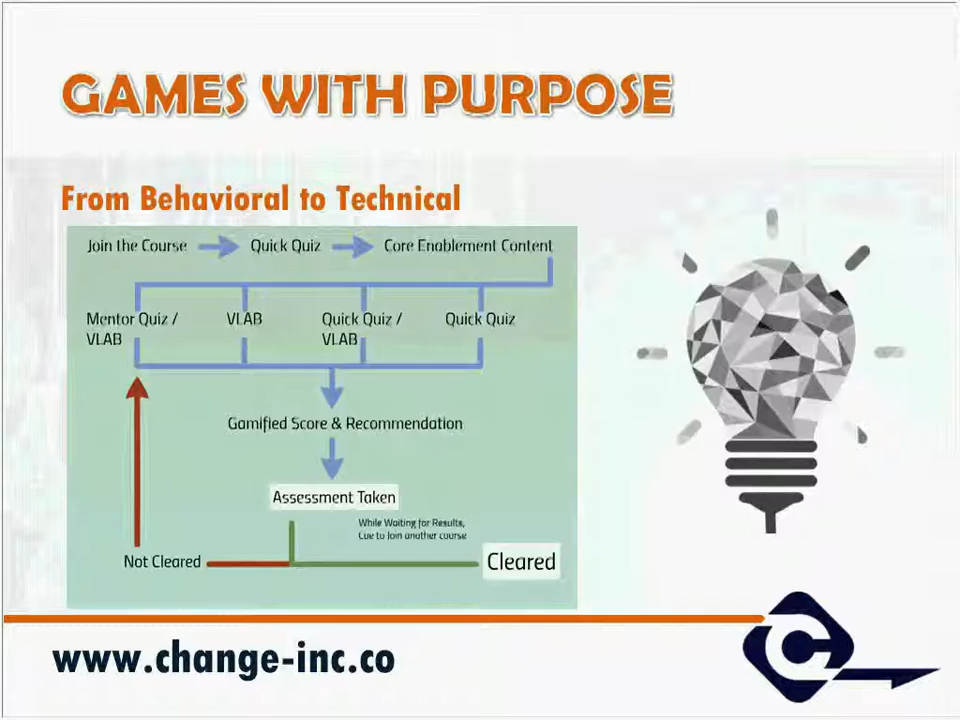 GAMES WITH PURPOSE
From Behavioral to Technical
Join the Course
Quick Quiz
Core Enablement Content
Mentor Quiz /
VLAB
VLAB
Quick Quiz /
VLAB
Quick Quiz
Gamified Score & Recommendation
Assessment Taken
While Waiting for Results,
Cue to Join another course
Not Cleared
Cleared
www.change-inc.co